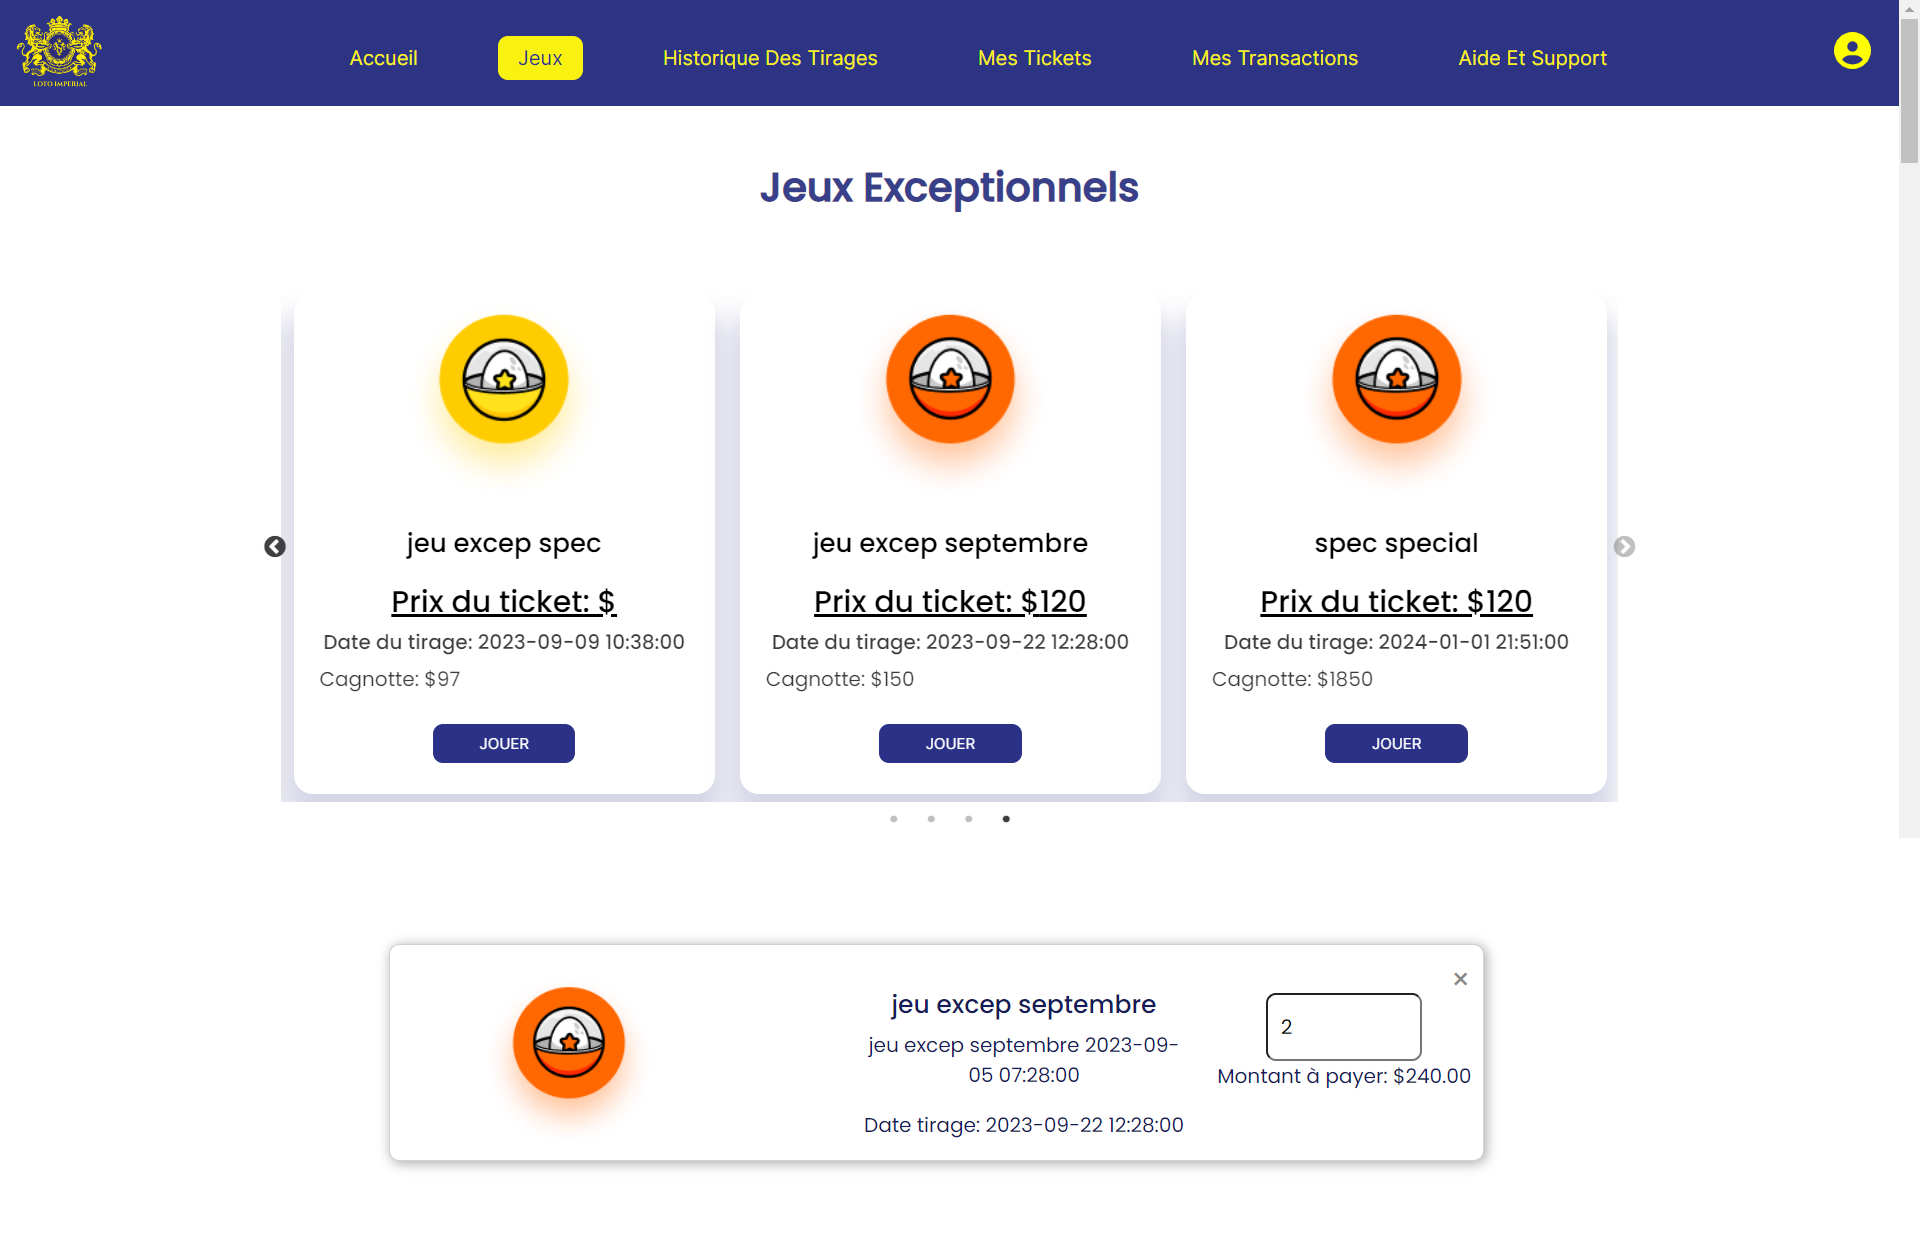 LOTO IMPERIAL
Accueil
Jeux
Historique Des Tirages
Mes Tickets
Mes Transactions
Aide Et Support
Jeux Exceptionnels
jeu excep spec
Prix du ticket: $
Date du tirage: 2023-09-09 10:38:00
Cagnotte: $97
JOUER
jeu excep septembre
Prix du ticket: $120
Date du tirage: 2023-09-22 12:28:00
Cagnotte: $150
JOUER
spec special
Prix du ticket: $120
Date du tirage: 2024-01-01 21:51:00
Cagnotte: $1850
JOUER
jeu excep septembre
jeu excep septembre 2023-09-
05 07:28:00
Date tirage: 2023-09-22 12:28:00
2
Montant à payer: $240.00